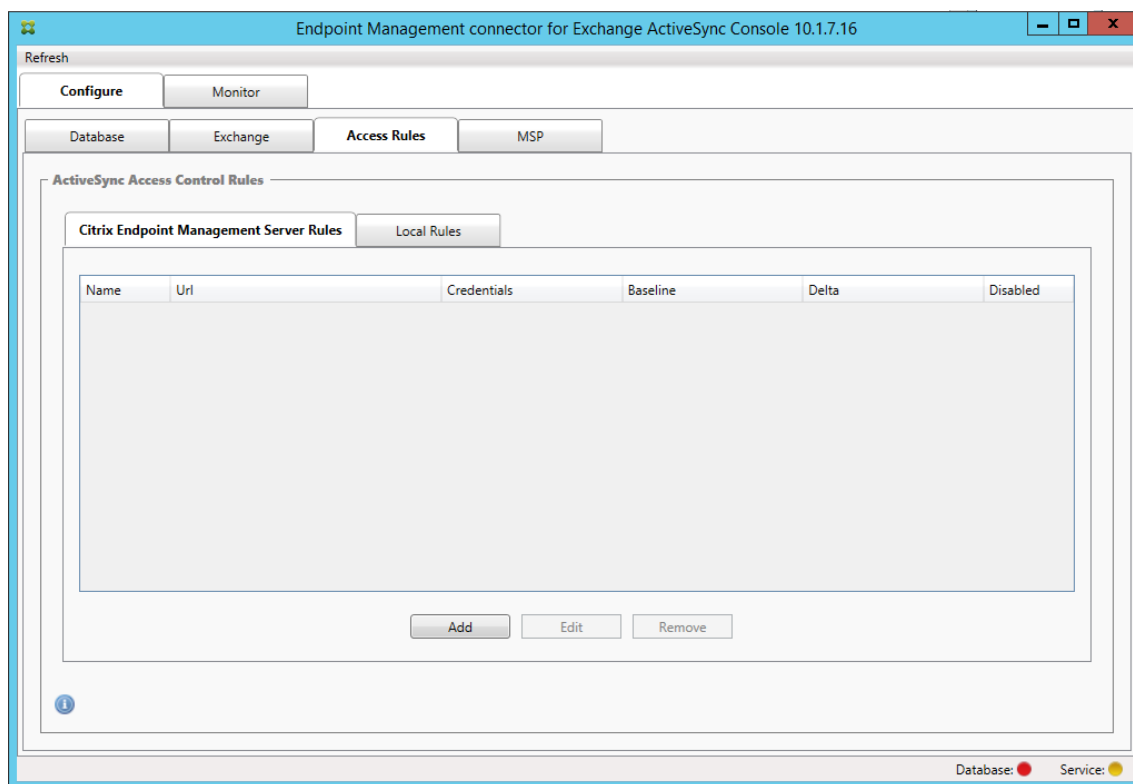 Endpoint Management connector for Exchange ActiveSync Console 10.1.7.16
Refresh
Configure Monitor
Database Exchange Access Rules MSP
ActiveSync Access Control Rules
Citrix Endpoint Management Server Rules Local Rules
Name Url Credentials Baseline Delta Disabled
Add Edit Remove
Database: Service: